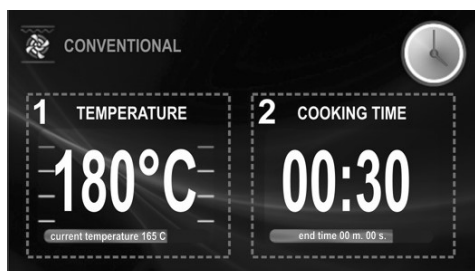 CONVENTIONAL
1 TEMPERATURE
180°C
current temperature 165 C
2 COOKING TIME
00:30
end time 00 m. 00 s.